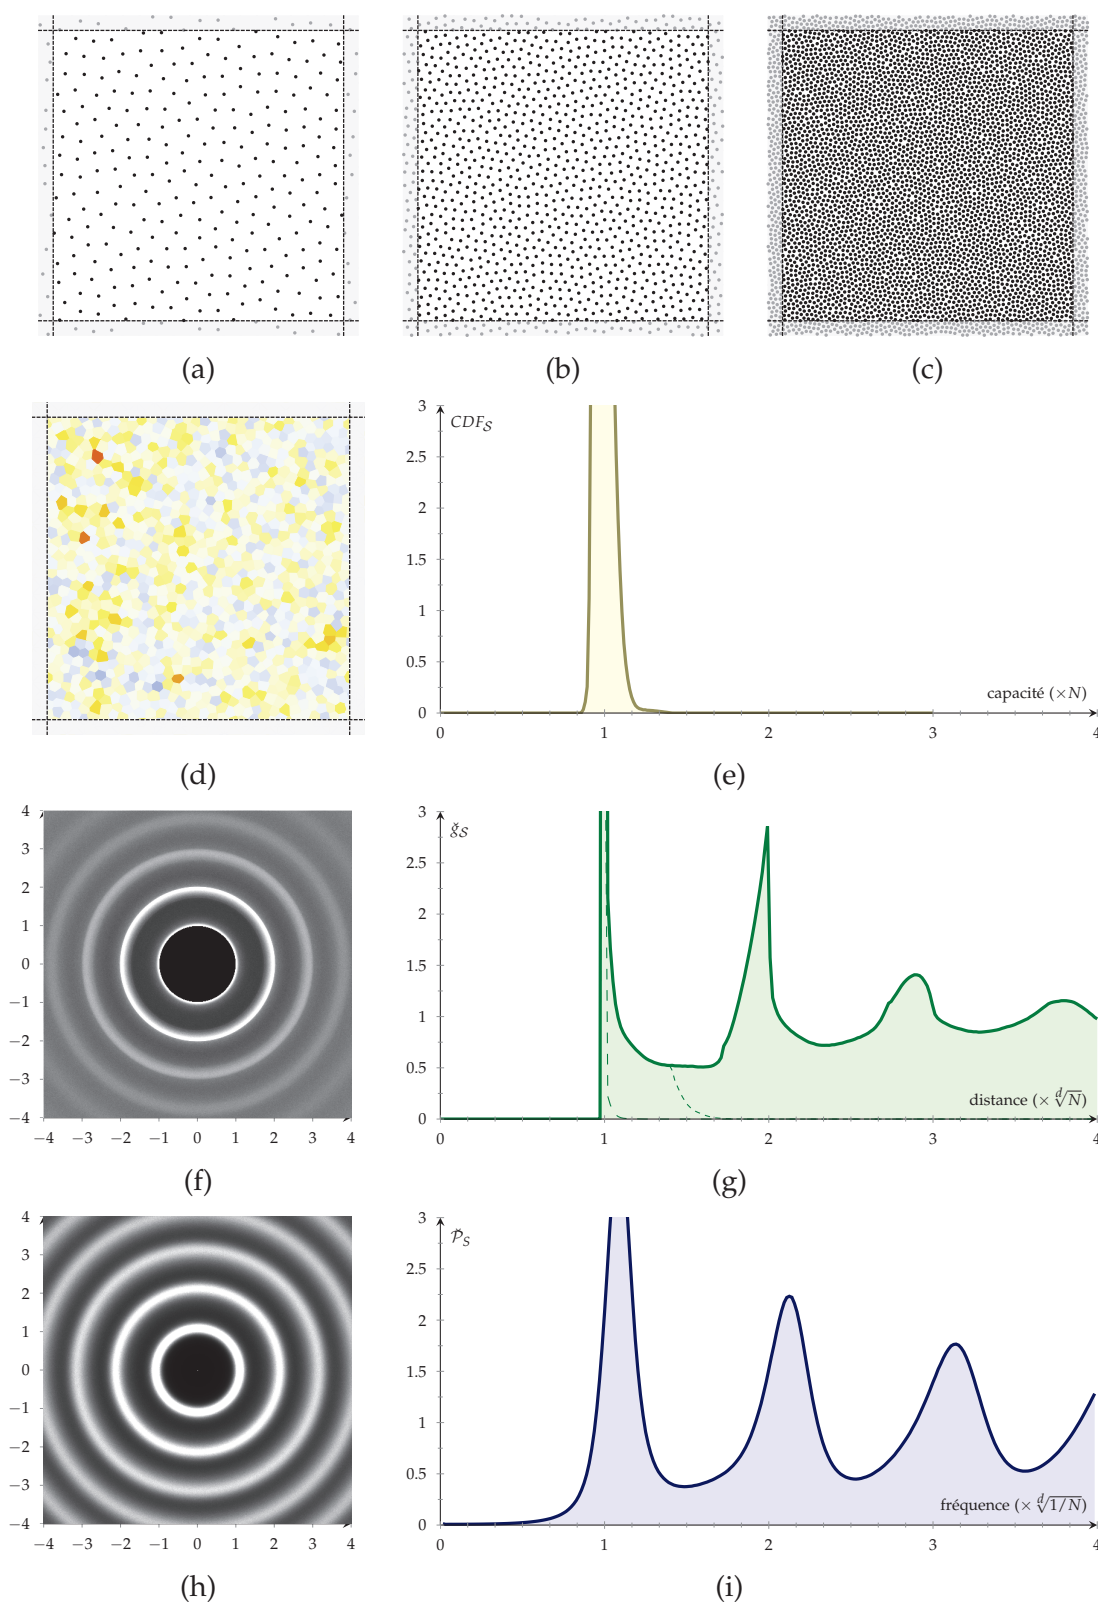 (a) (b) (c)
3
2.5
2
1.5
1
0.5
0
CDF_S
capacité (×N)
0 1 2 3 4
(d) (e)
4
3
2
1
0
−1
−2
−3
−4
−4 −3 −2 −1 0 1 2 3 4
3
2.5
2
1.5
1
0.5
0
ğ_S
distance (× ᵈ√N)
0 1 2 3 4
(f) (g)
4
3
2
1
0
−1
−2
−3
−4
−4 −3 −2 −1 0 1 2 3 4
3
2.5
2
1.5
1
0.5
0
P̆_S
fréquence (× ᵈ√1/N)
0 1 2 3 4
(h) (i)